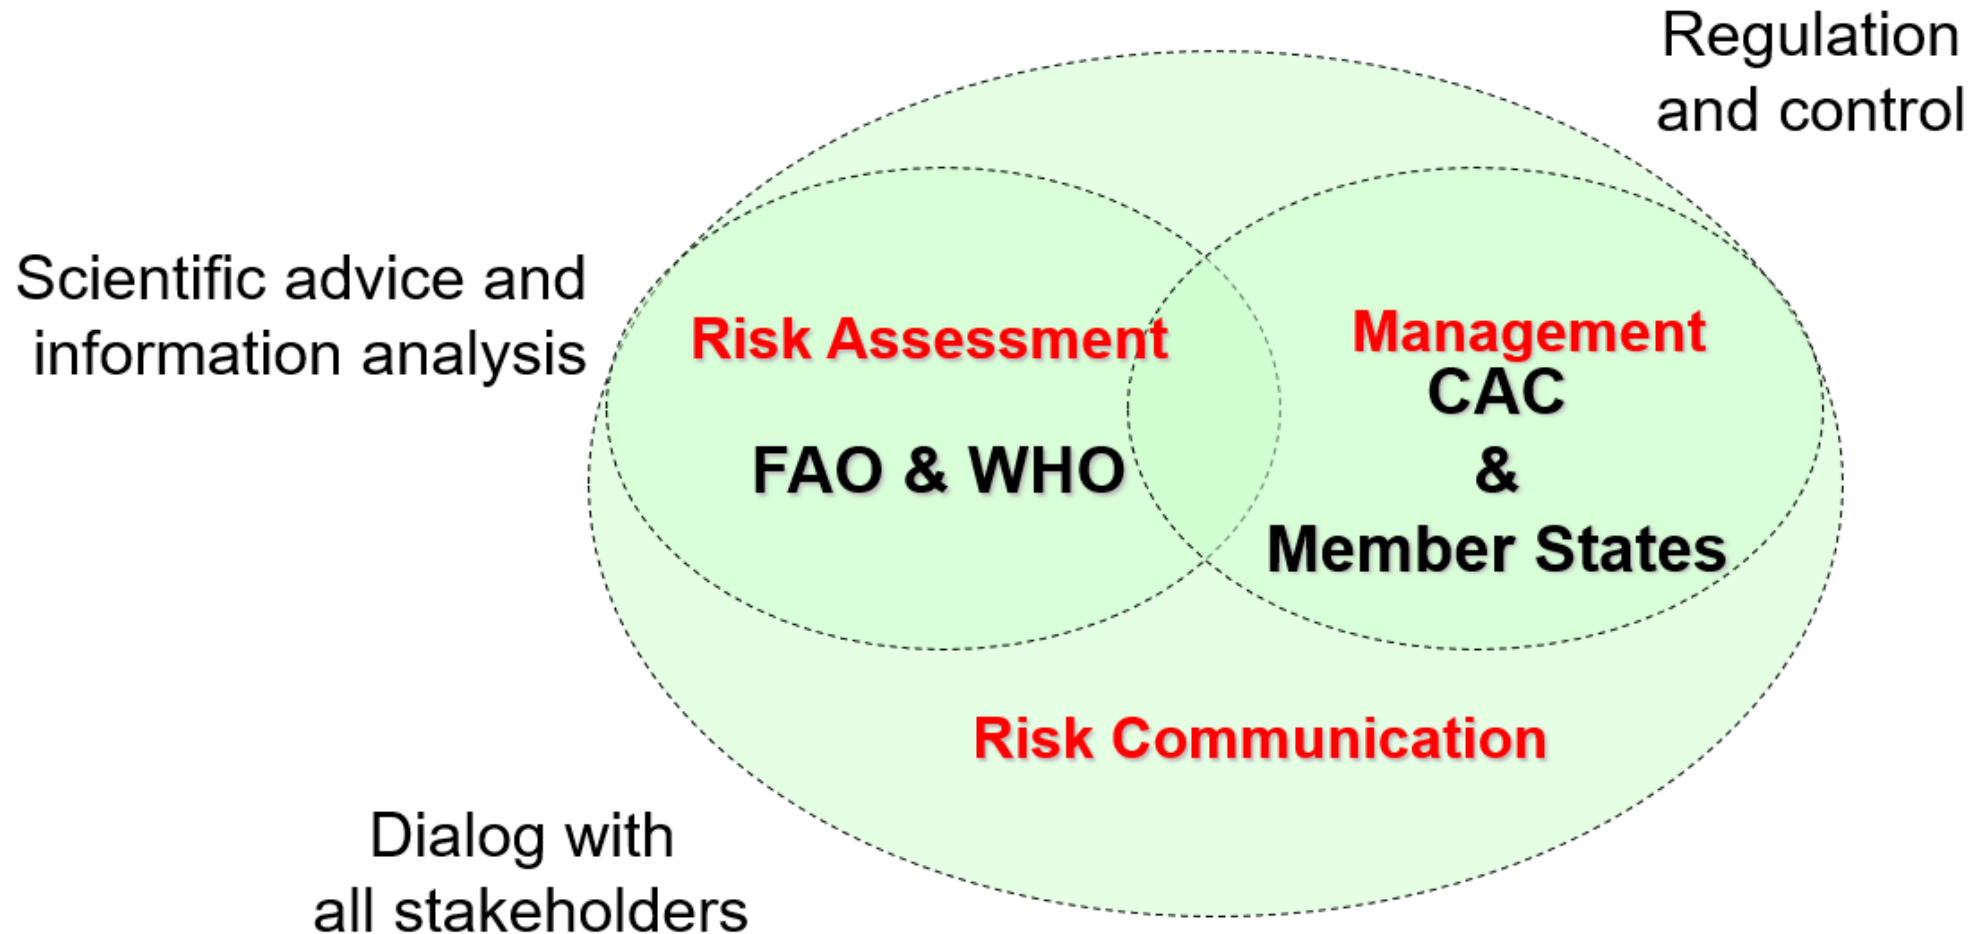 Regulation
and control
Scientific advice and
information analysis
Risk Assessment
FAO & WHO
Management
CAC
&
Member States
Risk Communication
Dialog with
all stakeholders